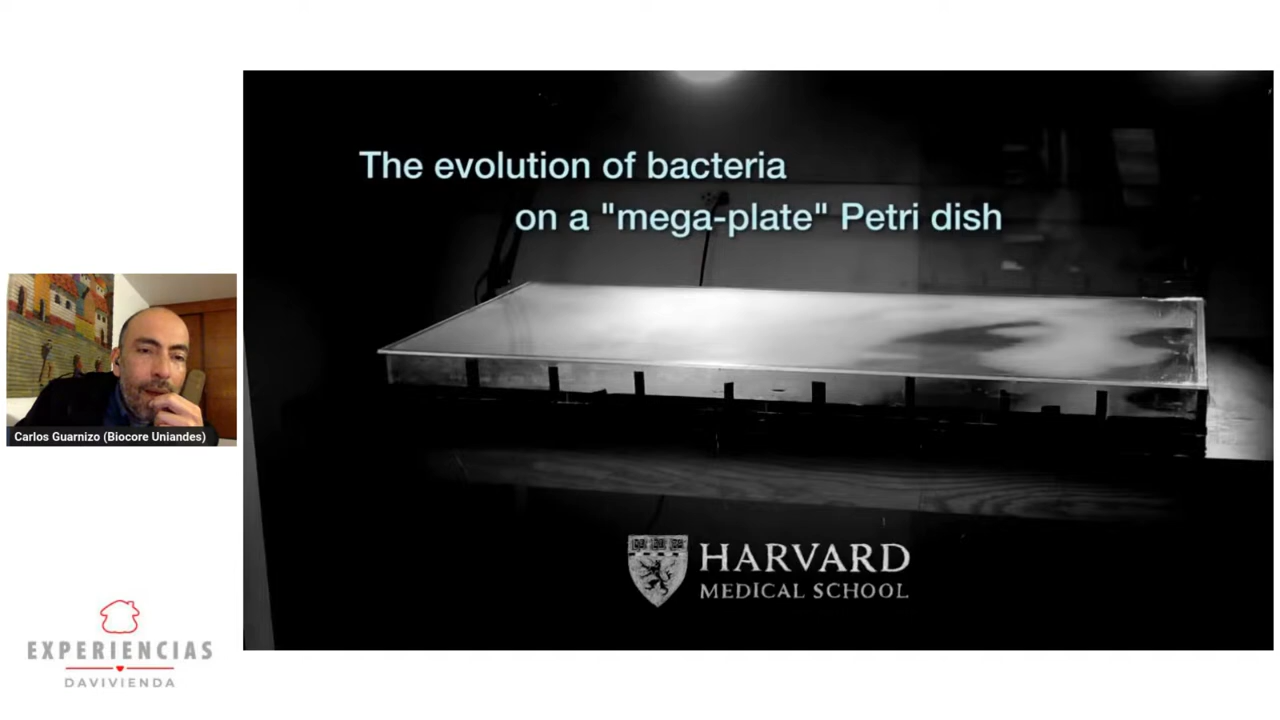 The evolution of bacteria
on a "mega-plate" Petri dish
HARVARD
MEDICAL SCHOOL
Carlos Guarnizo (Biocore Uniandes)
EXPERIENCIAS
DAVIVIENDA